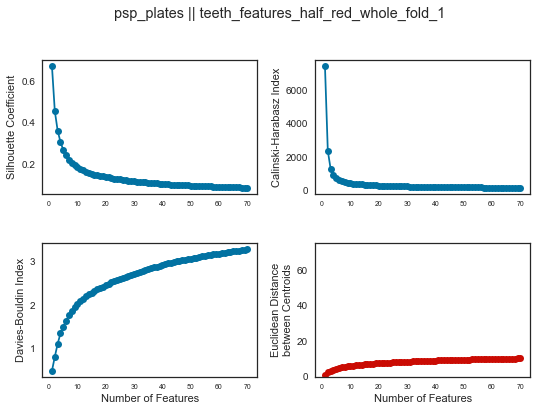 psp_plates || teeth_features_half_red_whole_fold_1
Silhouette Coefficient
0.6
0.4
0.2
0 10 20 30 40 50 60 70
Calinski-Harabasz Index
6000
4000
2000
0
0 10 20 30 40 50 60 70
Davies-Bouldin Index
3
2
1
0 10 20 30 40 50 60 70
Number of Features
Euclidean Distance
between Centroids
60
40
20
0
0 10 20 30 40 50 60 70
Number of Features